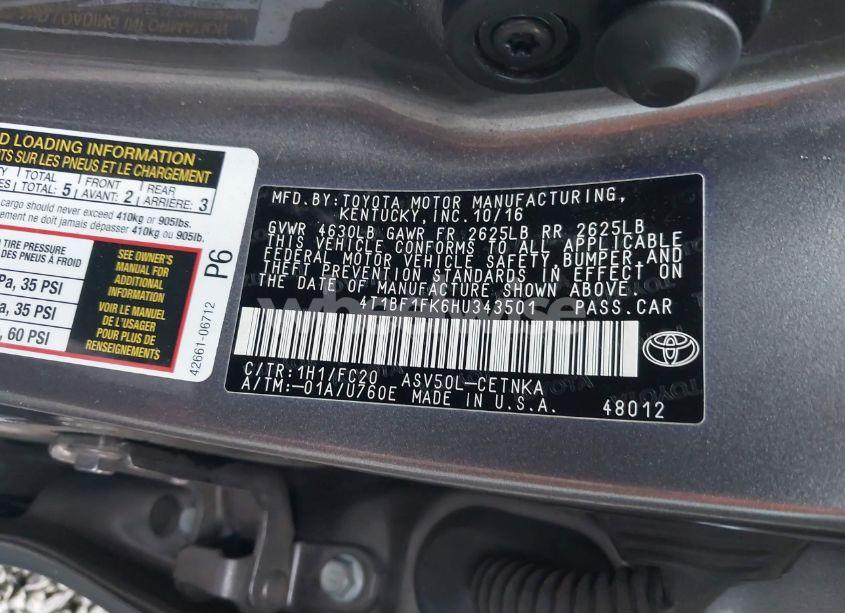 D LOADING INFORMATION
NTS SUR LES PNEUS ET LE CHARGEMENT
TOTAL FRONT REAR
TOTAL: 5 AVANT: 2 ARRIÈRE: 3
cargo should never exceed 410kg or 905lbs.
ement ne doit jamais dépasser 410kg ou 905lb.
TIRE PRESSURE
DES PNEUS À FROID
Pa, 35 PSI
a, 35 PSI
, 60 PSI
SEE OWNER'S
MANUAL FOR
ADDITIONAL
INFORMATION
VOIR LE MANUEL
DE L'USAGER
POUR PLUS DE
RENSEIGNEMENTS
P6
42661-06712
MFD.BY:TOYOTA MOTOR MANUFACTURING,
KENTUCKY, INC.10/16
GVWR 4630LB GAWR FR 2625LB RR 2625LB
THIS VEHICLE CONFORMS TO ALL APPLICABLE
FEDERAL MOTOR VEHICLE SAFETY,BUMPER,AND
THEFT PREVENTION STANDARDS IN EFFECT ON
THE DATE OF MANUFACTURE SHOWN ABOVE.
PASS.CAR
C/TR:1H1/FC20 ASV50L-CETNKA
A/TM:-01A/U760E MADE IN U.S.A.
48012
TOYOTA